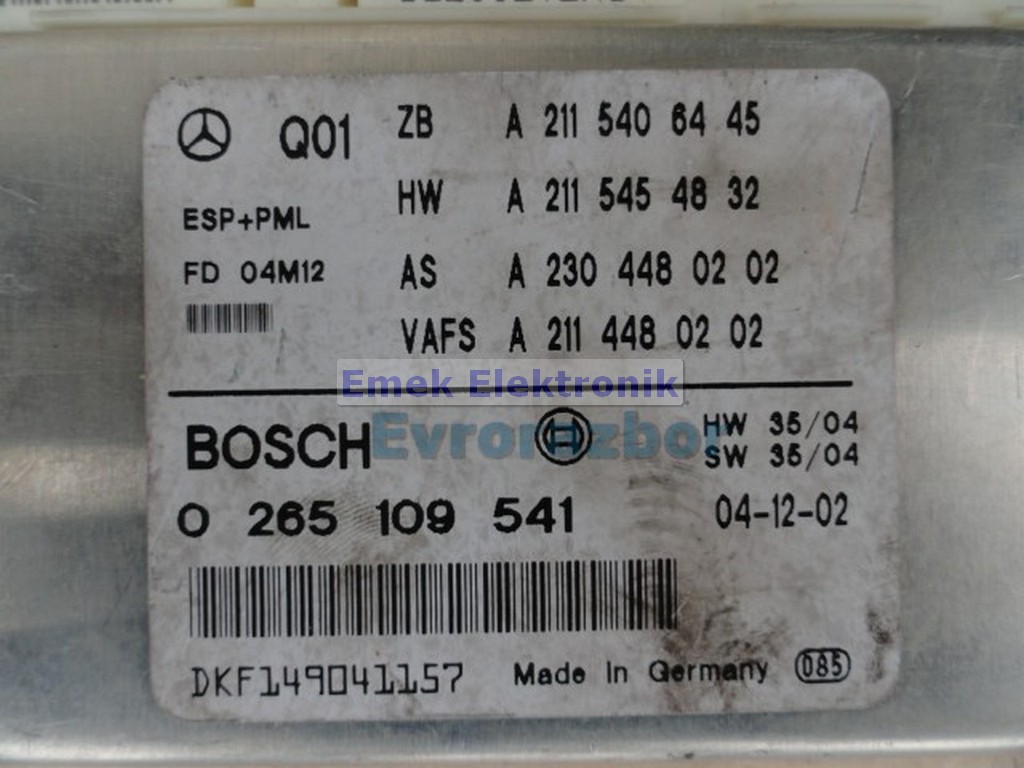 Q01 ZB A 211 540 64 45
HW A 211 545 48 32
ESP+PML
FD 04M12 AS A 230 448 02 02
VAFS A 211 448 02 02
Emek Elektronik
BOSCH Evrorazbor HW 35/04
SW 35/04
0 265 109 541 04-12-02
DKF149041157 Made In Germany 085